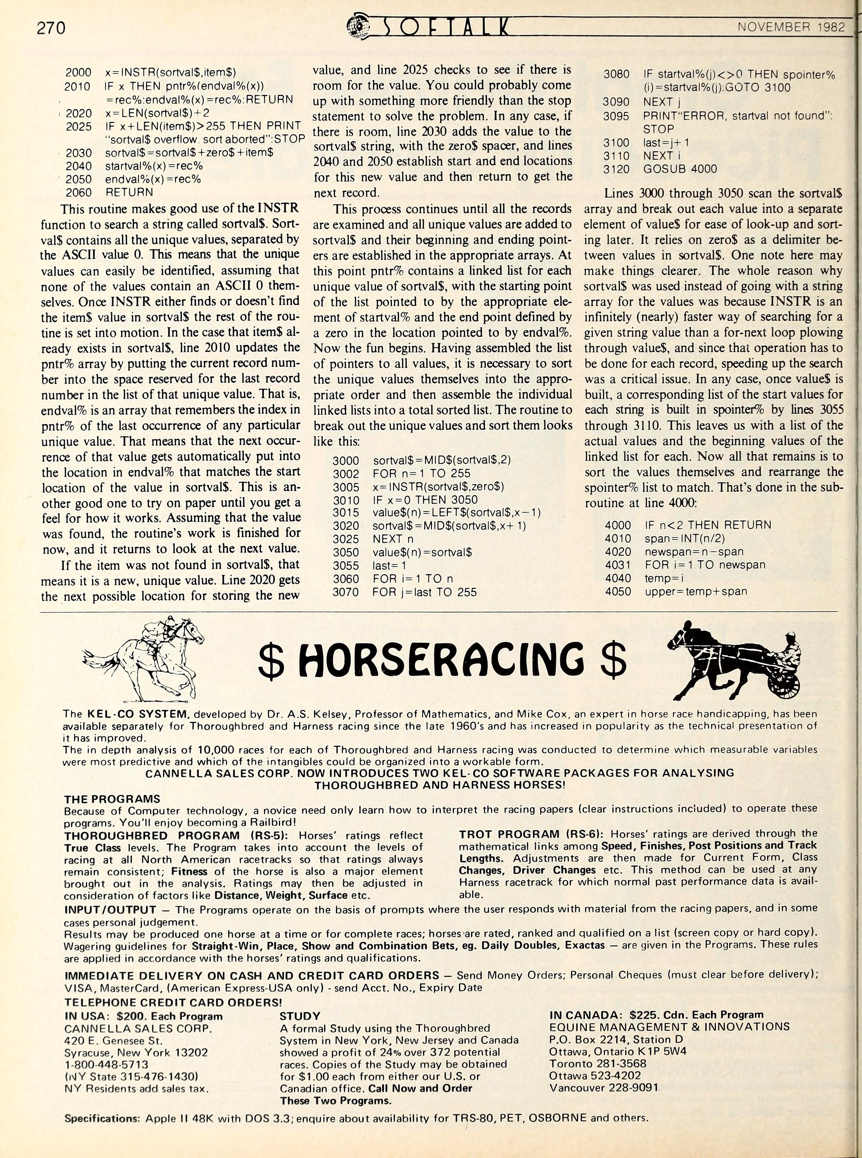 270
SOFTALK
NOVEMBER 1982
2000 x=INSTR(sortval$,item$)
2010 IF x THEN pntr%(endval%(x))
=rec%:endval%(x)=rec%:RETURN
2020 x=LEN(sortval$)+2
2025 IF x+LEN(item$)>255 THEN PRINT
"sortval$ overflow. sort aborted":STOP
2030 sortval$=sortval$+zero$+item$
2040 startval%(x)=rec%
2050 endval%(x)=rec%
2060 RETURN
This routine makes good use of the INSTR
function to search a string called sortval$. Sort-
val$ contains all the unique values, separated by
the ASCII value 0. This means that the unique
values can easily be identified, assuming that
none of the values contain an ASCII 0 them-
selves. Once INSTR either finds or doesn't find
the item$ value in sortval$ the rest of the rou-
tine is set into motion. In the case that item$ al-
ready exists in sortval$, line 2010 updates the
pntr% array by putting the current record num-
ber into the space reserved for the last record
number in the list of that unique value. That is,
endval% is an array that remembers the index in
pntr% of the last occurrence of any particular
unique value. That means that the next occur-
rence of that value gets automatically put into
the location in endval% that matches the start
location of the value in sortval$. This is an-
other good one to try on paper until you get a
feel for how it works. Assuming that the value
was found, the routine's work is finished for
now, and it returns to look at the next value.
If the item was not found in sortval$, that
means it is a new, unique value. Line 2020 gets
the next possible location for storing the new
value, and line 2025 checks to see if there is
room for the value. You could probably come
up with something more friendly than the stop
statement to solve the problem. In any case, if
there is room, line 2030 adds the value to the
sortval$ string, with the zero$ spacer, and lines
2040 and 2050 establish start and end locations
for this new value and then return to get the
next record.
This process continues until all the records
are examined and all unique values are added to
sortval$ and their beginning and ending point-
ers are established in the appropriate arrays. At
this point pntr% contains a linked list for each
unique value of sortval$, with the starting point
of the list pointed to by the appropriate ele-
ment of startval% and the end point defined by
a zero in the location pointed to by endval%.
Now the fun begins. Having assembled the list
of pointers to all values, it is necessary to sort
the unique values themselves into the appro-
priate order and then assemble the individual
linked lists into a total sorted list. The routine to
break out the unique values and sort them looks
like this:
3000 sortval$=MID$(sortval$,2)
3002 FOR n=1 TO 255
3005 x=INSTR(sortval$,zero$)
3010 IF x=0 THEN 3050
3015 value$(n)=LEFT$(sortval$,x-1)
3020 sortval$=MID$(sortval$,x+1)
3025 NEXT n
3050 value$(n)=sortval$
3055 last=1
3060 FOR i=1 TO n
3070 FOR j=last TO 255
3080 IF startval%(j)<>0 THEN spointer%
(i)=startval%(j):GOTO 3100
3090 NEXT j
3095 PRINT"ERROR, startval not found":
STOP
3100 last=j+1
3110 NEXT i
3120 GOSUB 4000
Lines 3000 through 3050 scan the sortval$
array and break out each value into a separate
element of value$ for ease of look-up and sort-
ing later. It relies on zero$ as a delimiter be-
tween values in sortval$. One note here may
make things clearer. The whole reason why
sortval$ was used instead of going with a string
array for the values was because INSTR is an
infinitely (nearly) faster way of searching for a
given string value than a for-next loop plowing
through value$, and since that operation has to
be done for each record, speeding up the search
was a critical issue. In any case, once value$ is
built, a corresponding list of the start values for
each string is built in spointer% by lines 3055
through 3110. This leaves us with a list of the
actual values and the beginning values of the
linked list for each. Now all that remains is to
sort the values themselves and rearrange the
spointer% list to match. That's done in the sub-
routine at line 4000:
4000 IF n<2 THEN RETURN
4010 span=INT(n/2)
4020 newspan=n-span
4031 FOR i=1 TO newspan
4040 temp=i
4050 upper=temp+span
$ HORSERACING $
The KEL-CO SYSTEM, developed by Dr. A.S. Kelsey, Professor of Mathematics, and Mike Cox, an expert in horse race handicapping, has been
available separately for Thoroughbred and Harness racing since the late 1960's and has increased in popularity as the technical presentation of
it has improved.
The in depth analysis of 10,000 races for each of Thoroughbred and Harness racing was conducted to determine which measurable variables
were most predictive and which of the intangibles could be organized into a workable form.
CANNELLA SALES CORP. NOW INTRODUCES TWO KEL-CO SOFTWARE PACKAGES FOR ANALYSING
THOROUGHBRED AND HARNESS HORSES!
THE PROGRAMS
Because of Computer technology, a novice need only learn how to interpret the racing papers (clear instructions included) to operate these
programs. You'll enjoy becoming a Railbird!
THOROUGHBRED PROGRAM (RS-5): Horses' ratings reflect
True Class levels. The Program takes into account the levels of
racing at all North American racetracks so that ratings always
remain consistent; Fitness of the horse is also a major element
brought out in the analysis. Ratings may then be adjusted in
consideration of factors like Distance, Weight, Surface etc.
TROT PROGRAM (RS-6): Horses' ratings are derived through the
mathematical links among Speed, Finishes, Post Positions and Track
Lengths. Adjustments are then made for Current Form, Class
Changes, Driver Changes etc. This method can be used at any
Harness racetrack for which normal past performance data is avail-
able.
INPUT/OUTPUT — The Programs operate on the basis of prompts where the user responds with material from the racing papers, and in some
cases personal judgement.
Results may be produced one horse at a time or for complete races; horses are rated, ranked and qualified on a list (screen copy or hard copy).
Wagering guidelines for Straight-Win, Place, Show and Combination Bets, eg. Daily Doubles, Exactas — are given in the Programs. These rules
are applied in accordance with the horses' ratings and qualifications.
IMMEDIATE DELIVERY ON CASH AND CREDIT CARD ORDERS — Send Money Orders; Personal Cheques (must clear before delivery);
VISA, MasterCard, (American Express-USA only) - send Acct. No., Expiry Date
TELEPHONE CREDIT CARD ORDERS!
IN USA: $200. Each Program
CANNELLA SALES CORP.
420 E. Genesee St.
Syracuse, New York 13202
1-800-448-5713
(NY State 315-476-1430)
NY Residents add sales tax.
STUDY
A formal Study using the Thoroughbred
System in New York, New Jersey and Canada
showed a profit of 24% over 372 potential
races. Copies of the Study may be obtained
for $1.00 each from either our U.S. or
Canadian office. Call Now and Order
These Two Programs.
IN CANADA: $225. Cdn. Each Program
EQUINE MANAGEMENT & INNOVATIONS
P.O. Box 2214, Station D
Ottawa, Ontario K1P 5W4
Toronto 281-3568
Ottawa 523-4202
Vancouver 228-9091
Specifications: Apple II 48K with DOS 3.3; enquire about availability for TRS-80, PET, OSBORNE and others.